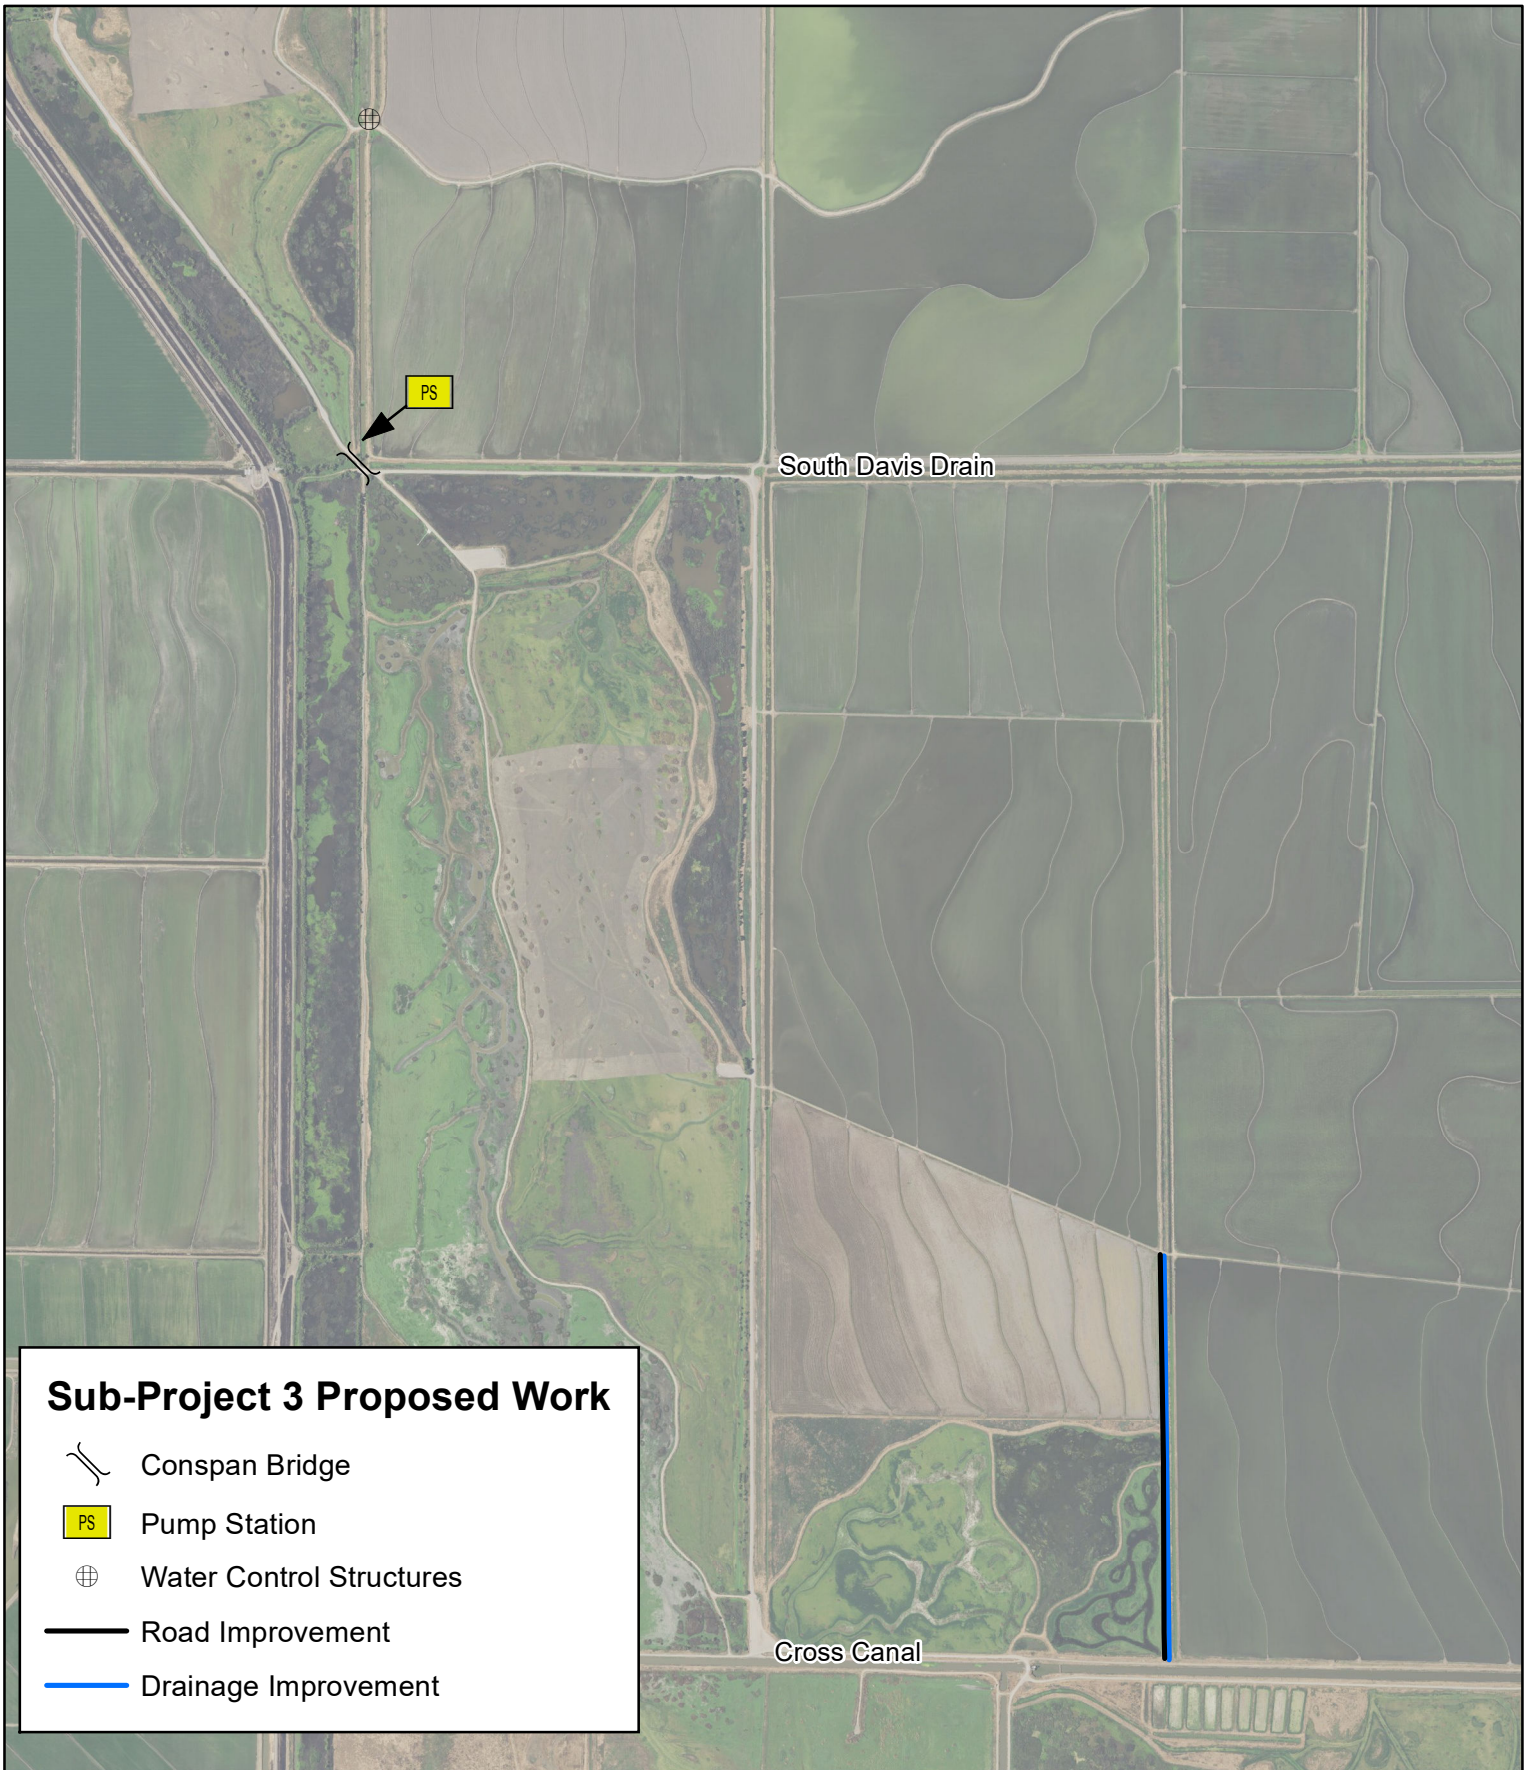 PS
South Davis Drain
Sub-Project 3 Proposed Work
Conspan Bridge
PS
Pump Station
Water Control Structures
Road Improvement
Drainage Improvement
Cross Canal